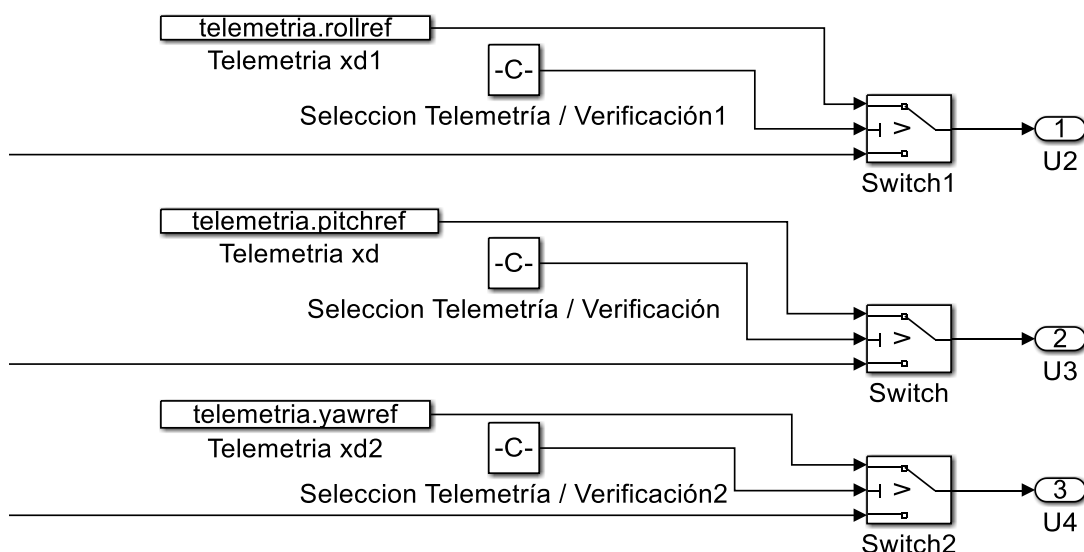 telemetria.rollref
Telemetria xd1
-C-
Seleccion Telemetría / Verificación1
>
Switch1
1
U2
telemetria.pitchref
Telemetria xd
-C-
Seleccion Telemetría / Verificación
>
Switch
2
U3
telemetria.yawref
Telemetria xd2
-C-
Seleccion Telemetría / Verificación2
>
Switch2
3
U4